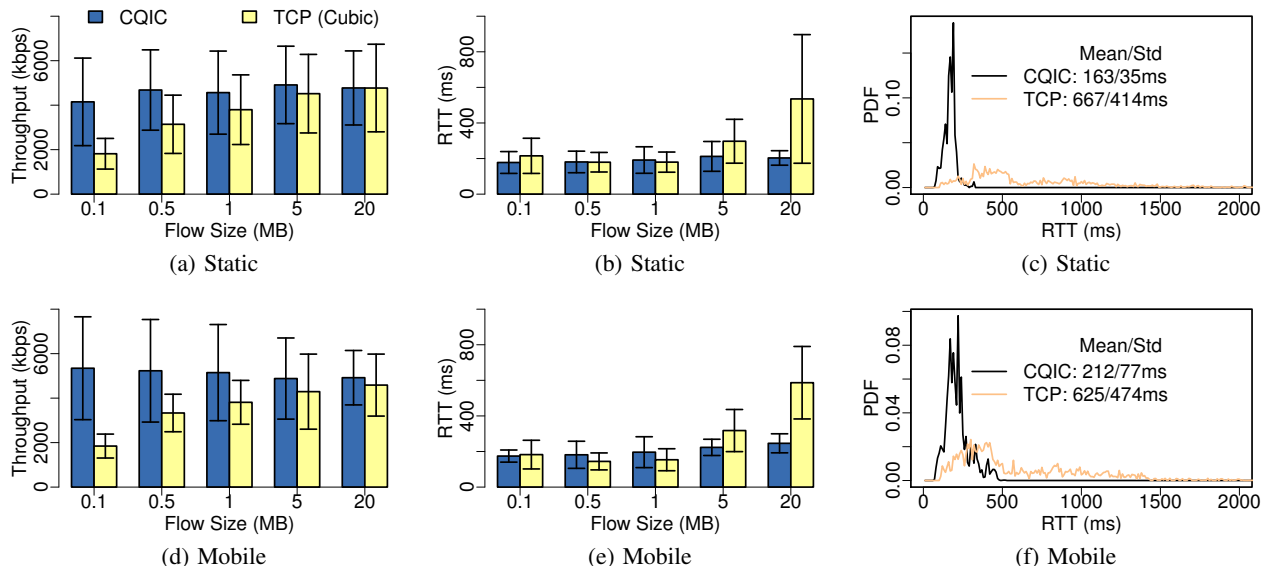 CQIC
TCP (Cubic)
Throughput (kbps)
0 2000 6000
0.1 0.5 1 5 20
Flow Size (MB)
(a) Static
RTT (ms)
0 400 800
0.1 0.5 1 5 20
Flow Size (MB)
(b) Static
PDF
0.00 0.10
Mean/Std
CQIC: 163/35ms
TCP: 667/414ms
0 500 1000 1500 2000
RTT (ms)
(c) Static
Throughput (kbps)
0 2000 6000
0.1 0.5 1 5 20
Flow Size (MB)
(d) Mobile
RTT (ms)
0 400 800
0.1 0.5 1 5 20
Flow Size (MB)
(e) Mobile
PDF
0.00 0.04 0.08
Mean/Std
CQIC: 212/77ms
TCP: 625/474ms
0 500 1000 1500 2000
RTT (ms)
(f) Mobile